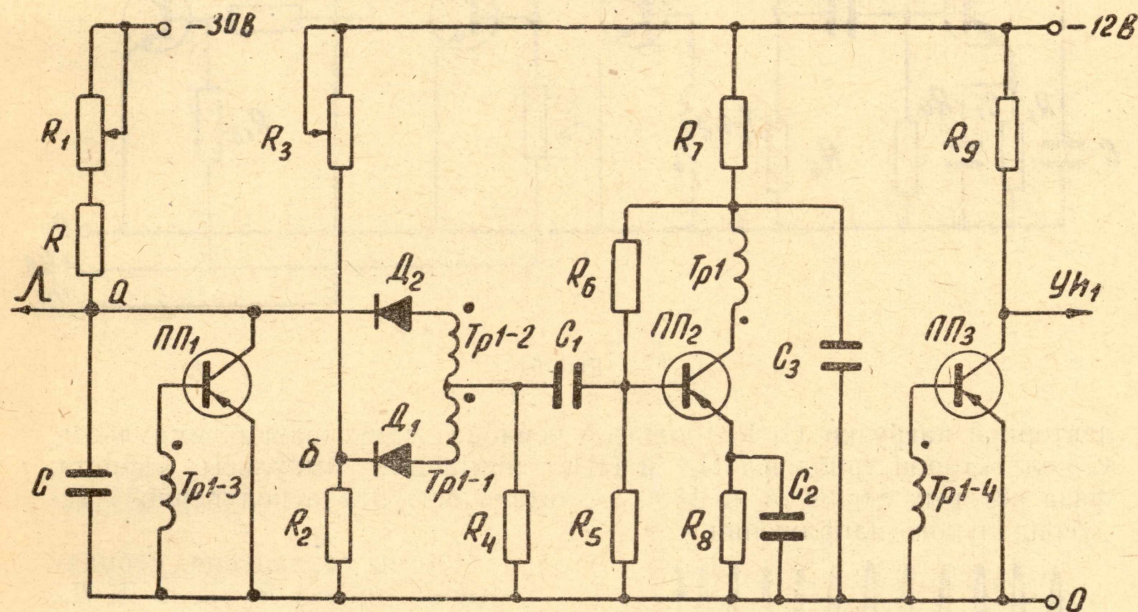 -30В
-12В
R₁
R₃
R₇
R₉
R
Л
а
Д₂
Тр1-2
R₆
Тр1
УН₁
ПП₁
C₁
ПП₂
C₃
ПП₃
Д₁
б
Тр1-1
C
Тр1-3
R₂
R₄
R₅
R₈
C₂
Тр1-4
0